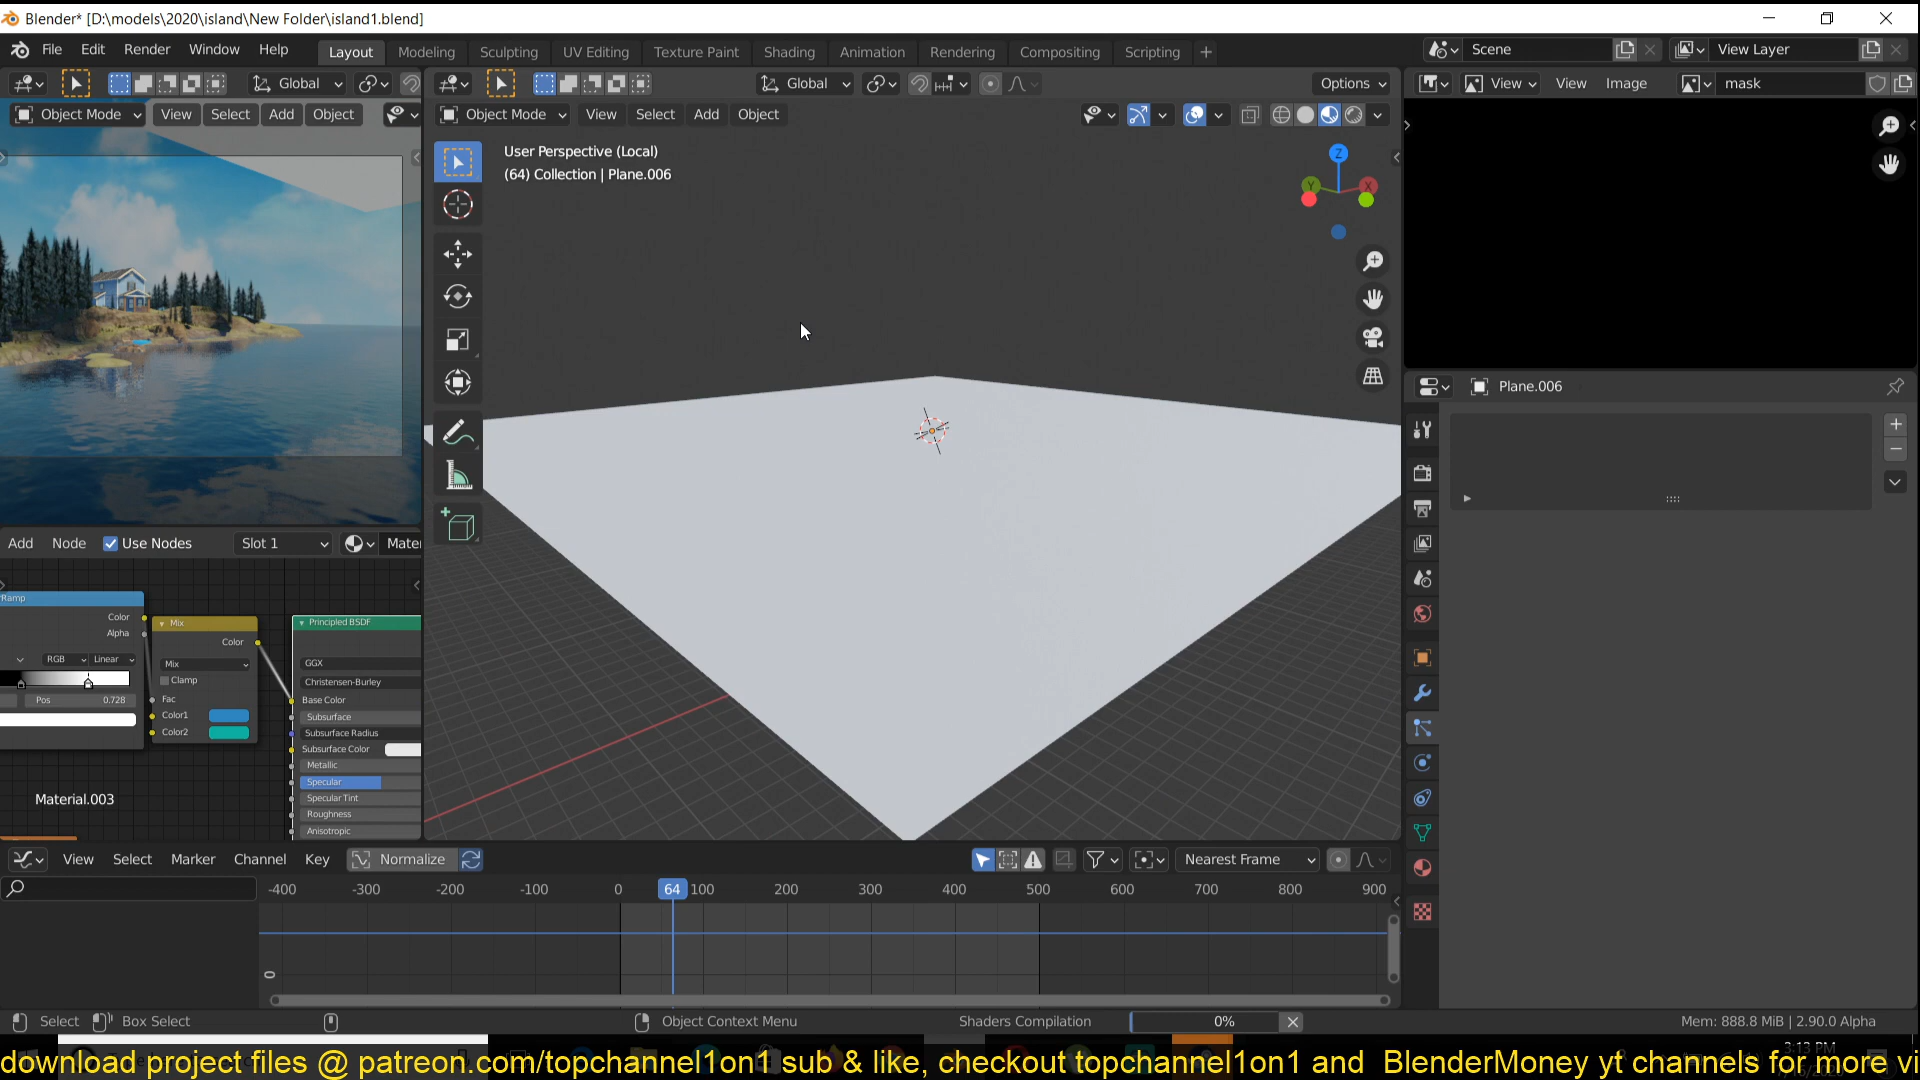 Blender* [D:\models\2020\island\New Folder\island1.blend]
File Edit Render Window Help Layout Modeling Sculpting UV Editing Texture Paint Shading Animation Rendering Compositing Scripting + Scene View Layer
Global Global Options View View Image mask
Object Mode View Select Add Object Object Mode View Select Add Object
User Perspective (Local)
(64) Collection | Plane.006
Z
Y X
Plane.006
Add Node Use Nodes Slot 1 Mate
Ramp
Color
Alpha
RGB Linear
Pos 0.728
Mix
Color
Mix
Clamp
Fac
Color1
Color2
Principled BSDF
GGX
Christensen-Burley
Base Color
Subsurface
Subsurface Radius
Subsurface Color
Metallic
Specular
Specular Tint
Roughness
Anisotropic
Material.003
View Select Marker Channel Key Normalize Nearest Frame
-400 -300 -200 -100 0 64 100 200 300 400 500 600 700 800 900
0
Select Box Select Object Context Menu Shaders Compilation 0% Mem: 888.8 MiB | 2.90.0 Alpha
3:13 PM
download project files @ patreon.com/topchannel1on1 sub & like, checkout topchannel1on1 and BlenderMoney yt channels for more vi